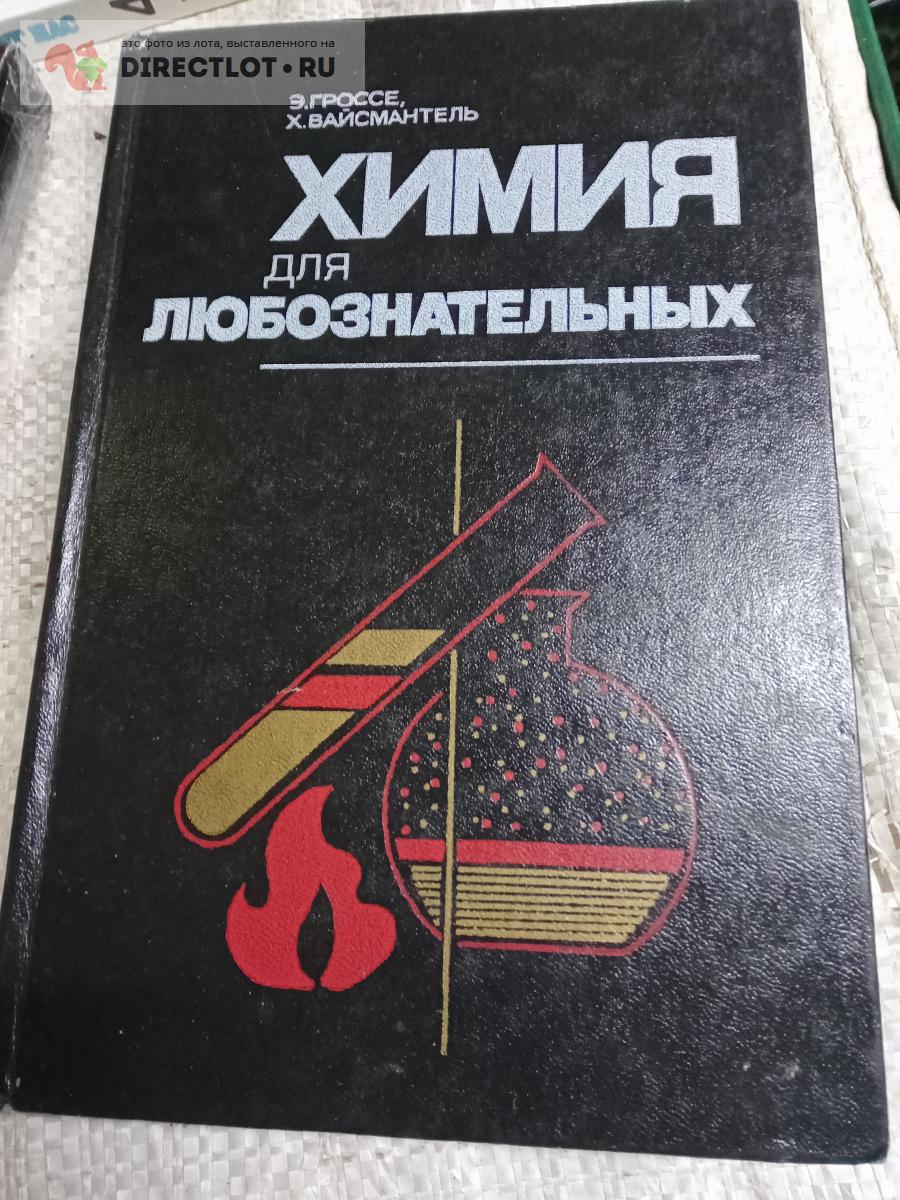 это фото из лота, выставленного на
DIRECTLOT•RU
Э.ГРОССЕ,
Х.ВАЙСМАНТЕЛЬ
ХИМИЯ
ДЛЯ
ЛЮБОЗНАТЕЛЬНЫХ